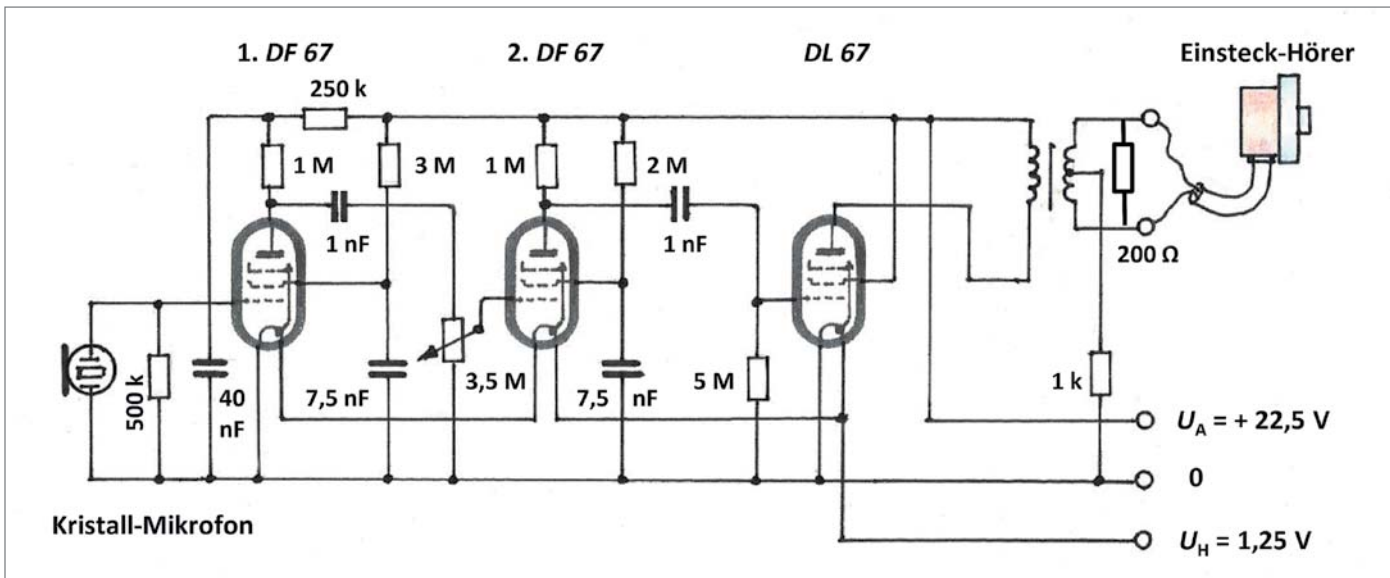 1. DF 67
2. DF 67
DL 67
Einsteck-Hörer
250 k
1 M
3 M
1 M
2 M
1 nF
1 nF
200 Ω
500 k
40
nF
7,5 nF
3,5 M
7,5 nF
5 M
1 k
U_A = + 22,5 V
0
Kristall-Mikrofon
U_H = 1,25 V